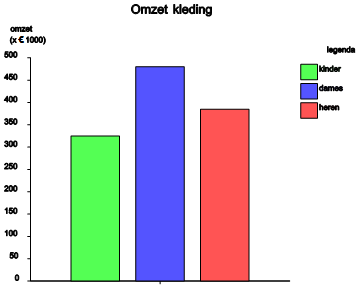 Omzet kleding
omzet
(x € 1000)
legenda
kinder
dames
heren
500
450
400
350
300
250
200
150
100
50
0